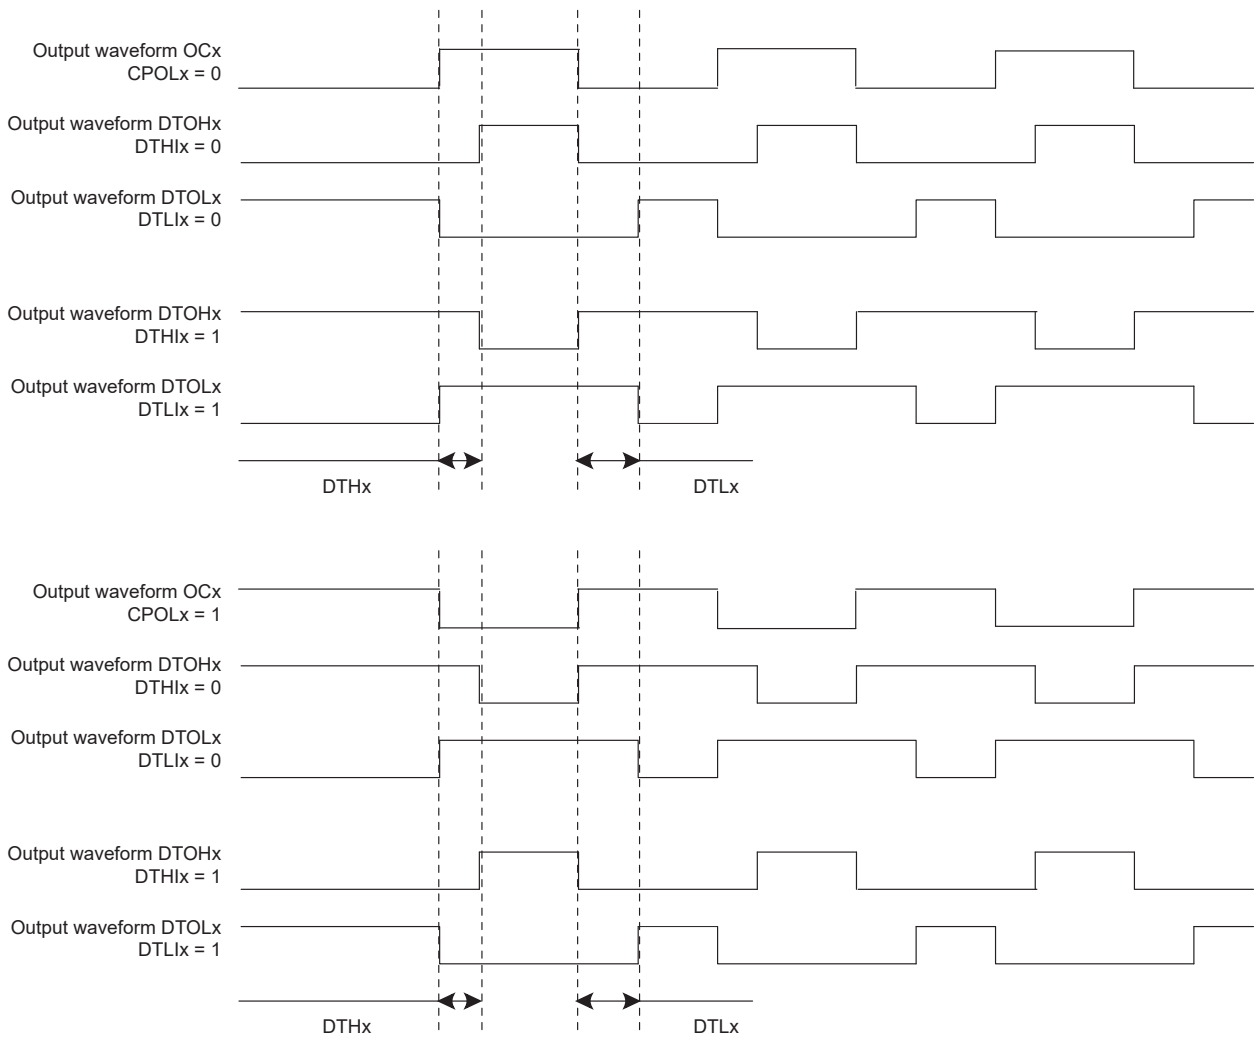 Output waveform OCx
CPOLx = 0
Output waveform DTOHx
DTHIx = 0
Output waveform DTOLx
DTLIx = 0
Output waveform DTOHx
DTHIx = 1
Output waveform DTOLx
DTLIx = 1
DTHx
DTLx
Output waveform OCx
CPOLx = 1
Output waveform DTOHx
DTHIx = 0
Output waveform DTOLx
DTLIx = 0
Output waveform DTOHx
DTHIx = 1
Output waveform DTOLx
DTLIx = 1
DTHx
DTLx